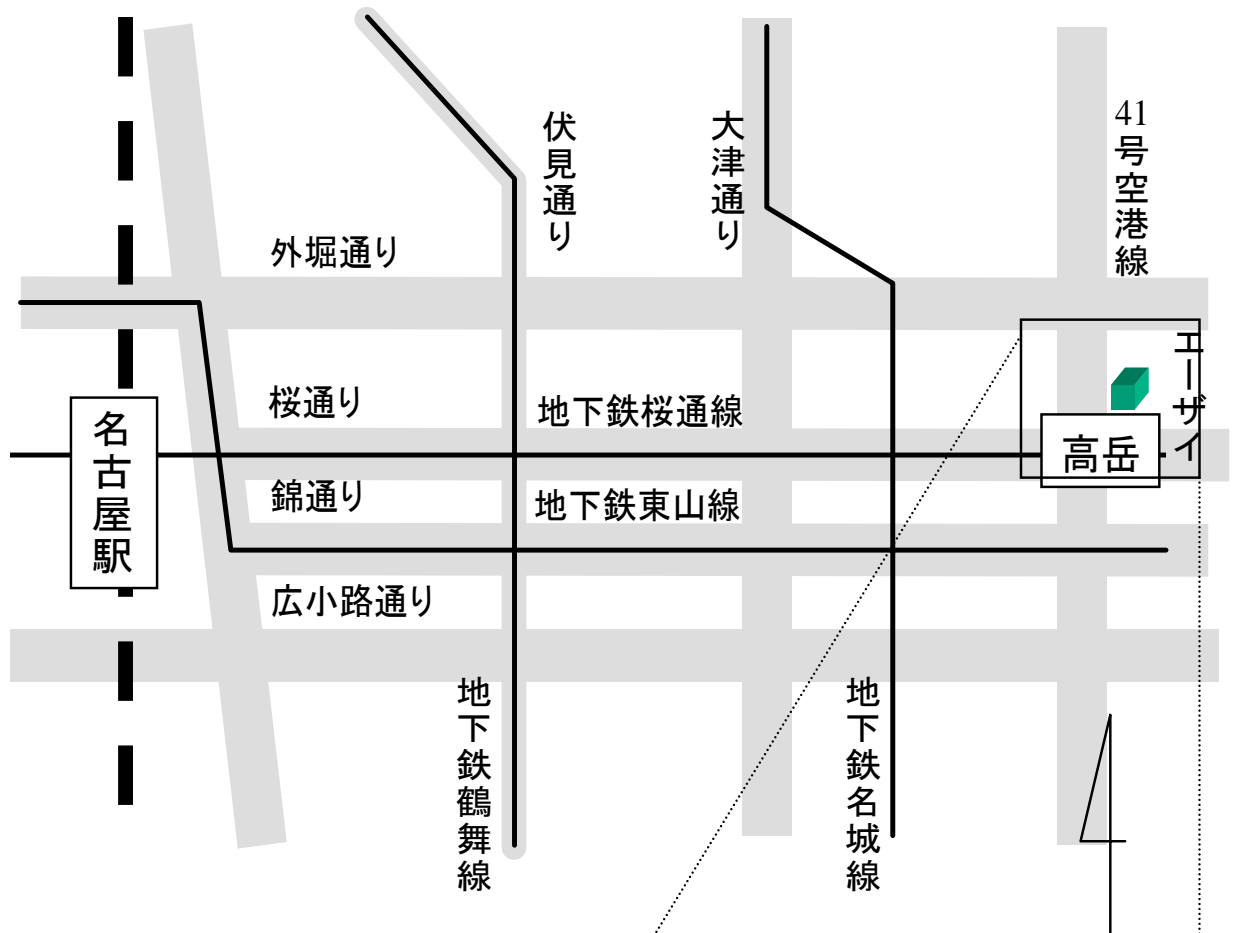 伏見通り
大津通り
41号空港線
外堀通り
エーザイ
桜通り
地下鉄桜通線
名古屋駅
高岳
錦通り
地下鉄東山線
広小路通り
地下鉄鶴舞線
地下鉄名城線